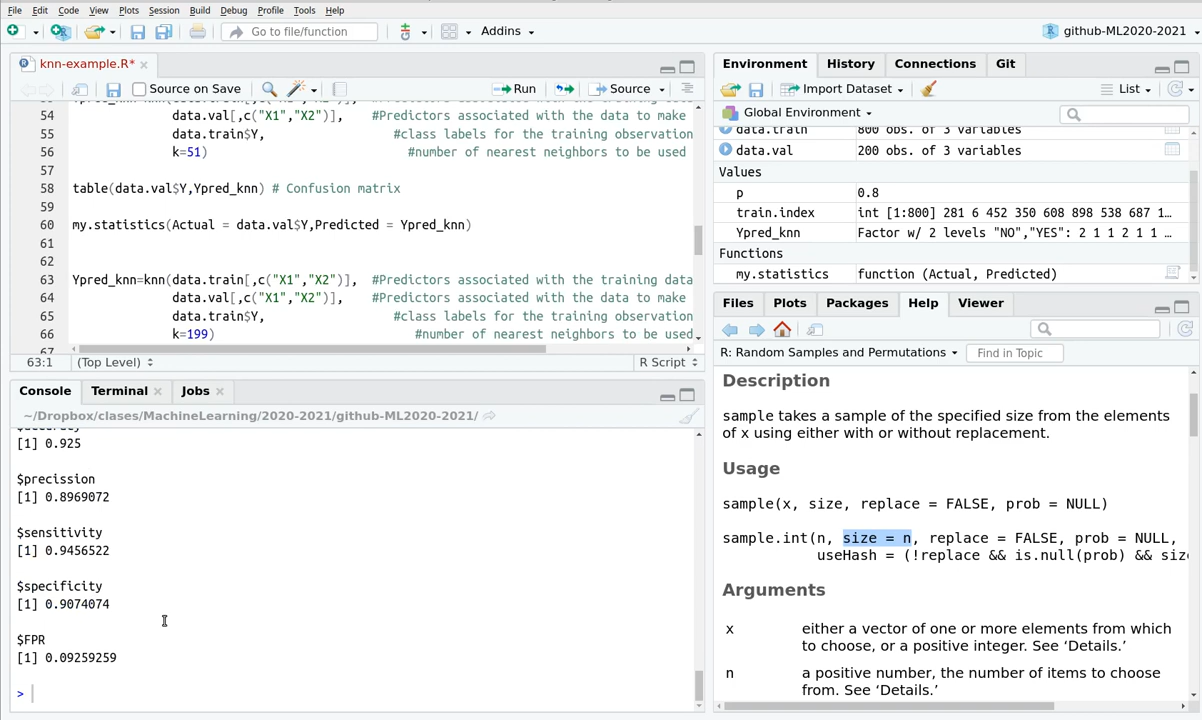 File Edit Code View Plots Session Build Debug Profile Tools Help
Go to file/function
Addins
github-ML2020-2021
knn-example.R*
Source on Save
Run
Source
54 data.val[,c("X1","X2")], #Predictors associated with the data to make
55 data.train$Y, #class labels for the training observation
56 k=51) #number of nearest neighbors to be used
57
58 table(data.val$Y,Ypred_knn) # Confusion matrix
59
60 my.statistics(Actual = data.val$Y,Predicted = Ypred_knn)
61
62
63 Ypred_knn=knn(data.train[,c("X1","X2")], #Predictors associated with the training data
64 data.val[,c("X1","X2")], #Predictors associated with the data to make
65 data.train$Y, #class labels for the training observation
66 k=199) #number of nearest neighbors to be used
67
63:1 (Top Level) R Script
Console Terminal Jobs
~/Dropbox/clases/MachineLearning/2020-2021/github-ML2020-2021/
[1] 0.925
$precission
[1] 0.8969072
$sensitivity
[1] 0.9456522
$specificity
[1] 0.9074074
$FPR
[1] 0.09259259
>
Environment History Connections Git
Import Dataset
List
Global Environment
data.train 800 obs. of 3 variables
data.val 200 obs. of 3 variables
Values
p 0.8
train.index int [1:800] 281 6 452 350 608 898 538 687 1…
Ypred_knn Factor w/ 2 levels "NO","YES": 2 1 1 2 1 1 …
Functions
my.statistics function (Actual, Predicted)
Files Plots Packages Help Viewer
R: Random Samples and Permutations
Find in Topic
Description
sample takes a sample of the specified size from the elements
of x using either with or without replacement.
Usage
sample(x, size, replace = FALSE, prob = NULL)
sample.int(n, size = n, replace = FALSE, prob = NULL,
useHash = (!replace && is.null(prob) && size
Arguments
x either a vector of one or more elements from which
to choose, or a positive integer. See ‘Details.’
n a positive number, the number of items to choose
from. See ‘Details.’